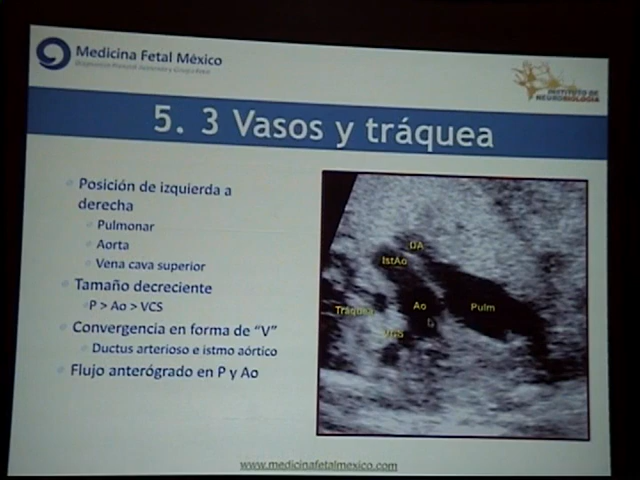 Medicina Fetal México
INSTITUTO DE
NEUROBIOLOGÍA
5. 3 Vasos y tráquea
Posición de izquierda a
derecha
Pulmonar
Aorta
Vena cava superior
Tamaño decreciente
P > Ao > VCS
Convergencia en forma de “V”
Ductus arterioso e istmo aórtico
Flujo anterógrado en P y Ao
DA
IstAo
Tráquea
Ao
Pulm
VCS
www.medicinafetalmexico.com